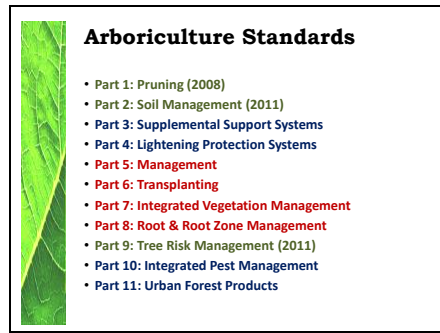 Arboriculture Standards
• Part 1: Pruning (2008)
• Part 2: Soil Management (2011)
• Part 3: Supplemental Support Systems
• Part 4: Lightening Protection Systems
• Part 5: Management
• Part 6: Transplanting
• Part 7: Integrated Vegetation Management
• Part 8: Root & Root Zone Management
• Part 9: Tree Risk Management (2011)
• Part 10: Integrated Pest Management
• Part 11: Urban Forest Products